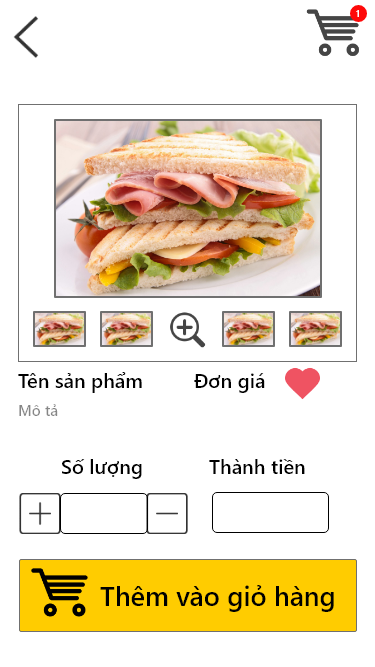 1
Tên sản phẩm Đơn giá
Mô tả
Số lượng Thành tiền
Thêm vào giỏ hàng